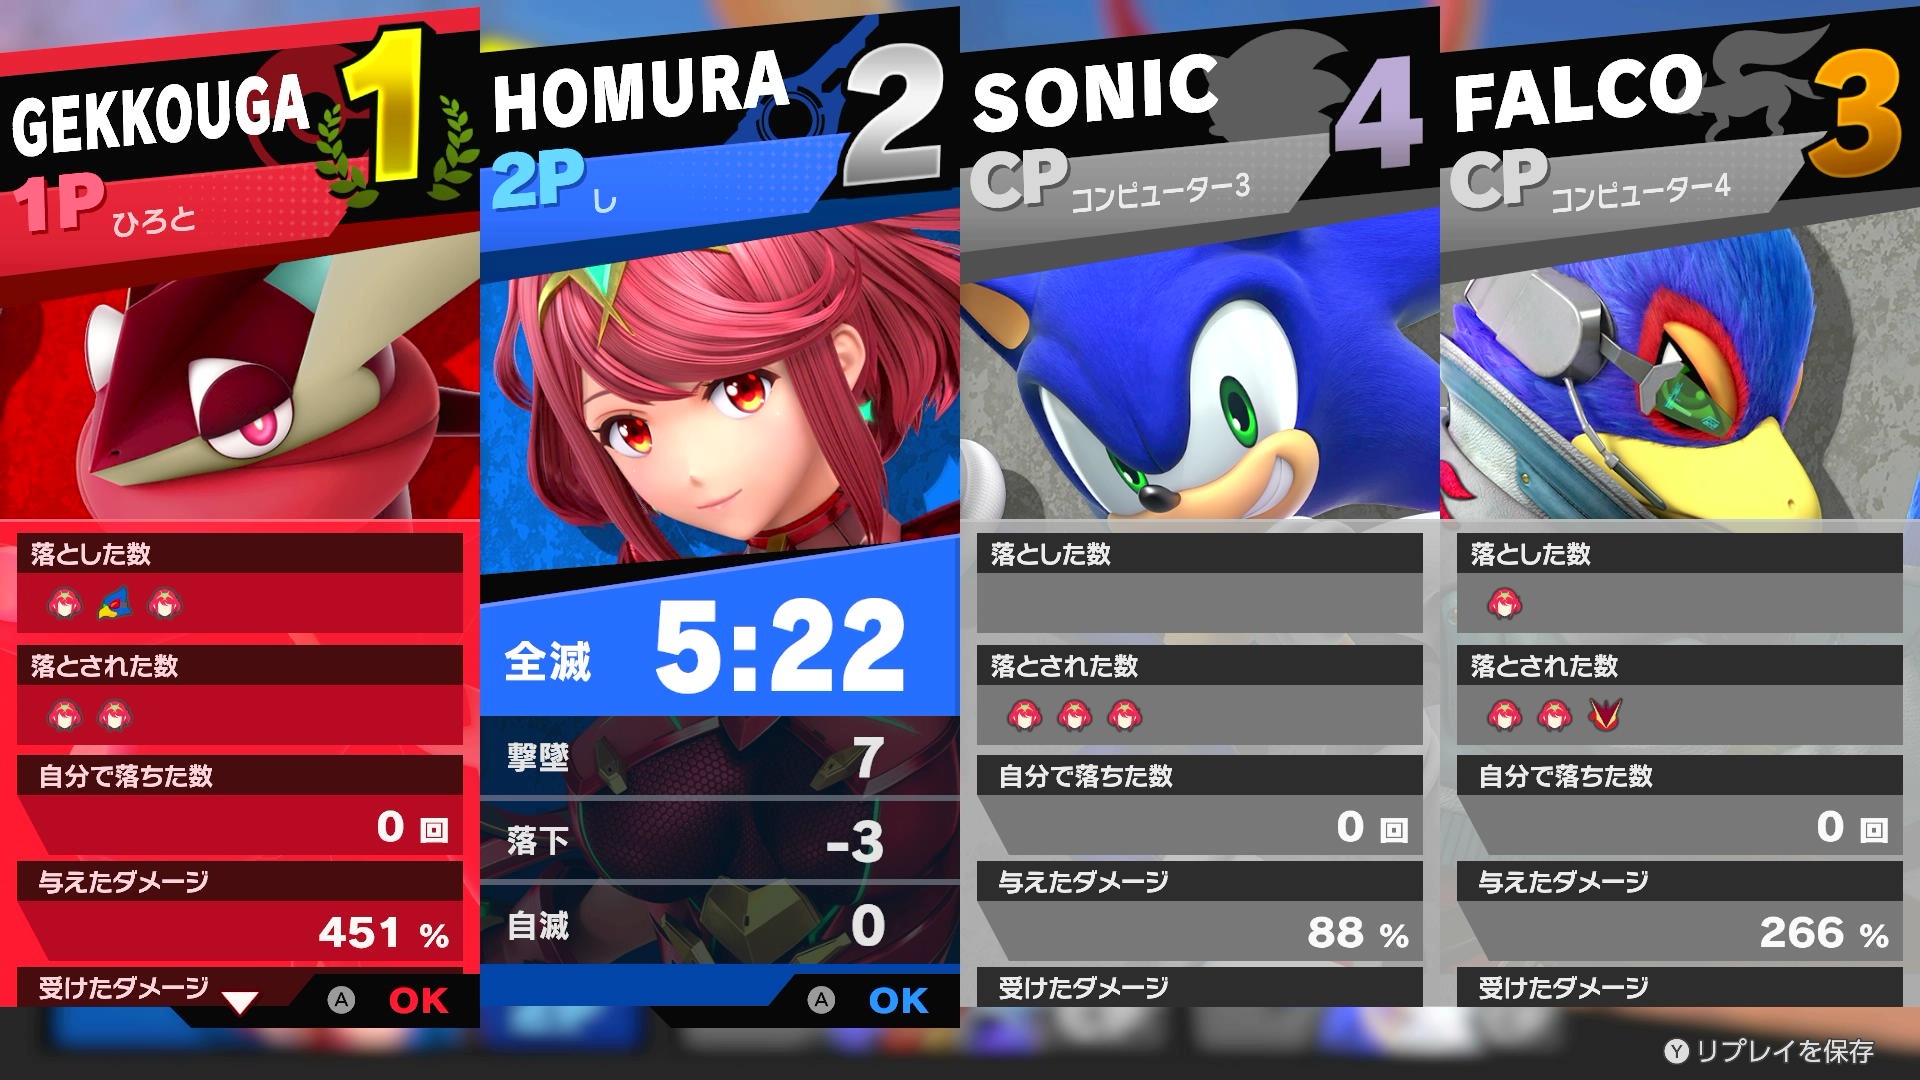 GEKKOUGA
1
1P ひろと
落とした数
落とされた数
自分で落ちた数
0 回
与えたダメージ
451 %
受けたダメージ
A OK
HOMURA
2
2P し
全滅 5:22
撃墜 7
落下 -3
自滅 0
A OK
SONIC
4
CP コンピューター3
落とした数
落とされた数
自分で落ちた数
0 回
与えたダメージ
88 %
受けたダメージ
FALCO
3
CP コンピューター4
落とした数
落とされた数
自分で落ちた数
0 回
与えたダメージ
266 %
受けたダメージ
Y リプレイを保存